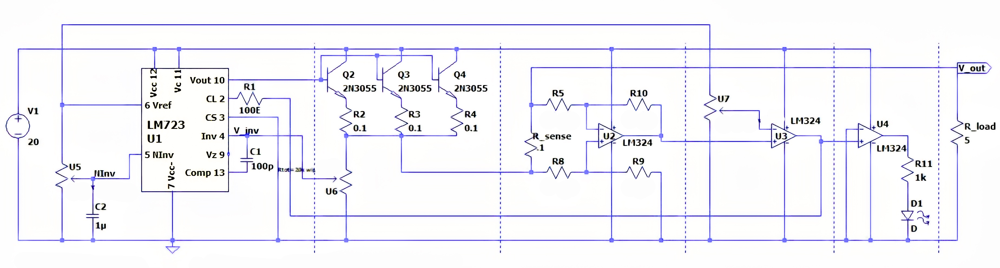 V1
20
U5
NInv
C2
1µ
Vcc 12
Vc 11
6 Vref
LM723
U1
5 NInv
7 Vcc-
Vout 10
CL 2
CS 3
Inv 4
Vz 9
Comp 13
R1
100E
V_inv
C1
100p
Rtot= 20k
U6
Q2
2N3055
Q3
2N3055
Q4
2N3055
R2
0.1
R3
0.1
R4
0.1
R_sense
.1
R5
R10
R8
R9
U2
LM324
U7
LM324
U3
U4
LM324
R11
1k
D1
D
V_out
R_load
5